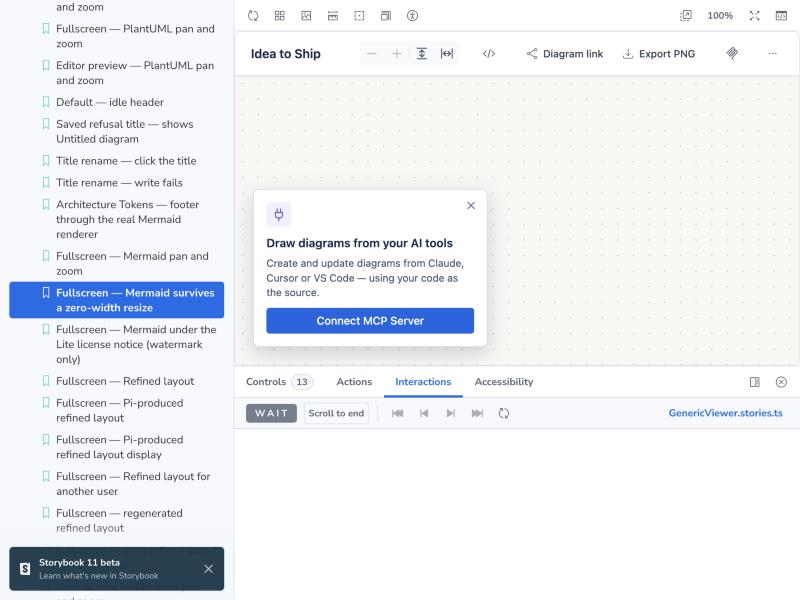 and zoom
Fullscreen — PlantUML pan and
zoom
Editor preview — PlantUML pan
and zoom
Default — idle header
Saved refusal title — shows
Untitled diagram
Title rename — click the title
Title rename — write fails
Architecture Tokens — footer
through the real Mermaid
renderer
Fullscreen — Mermaid pan and
zoom
Fullscreen — Mermaid survives
a zero-width resize
Fullscreen — Mermaid under the
Lite license notice (watermark
only)
Fullscreen — Refined layout
Fullscreen — Pi-produced
refined layout
Fullscreen — Pi-produced
refined layout display
Fullscreen — Refined layout for
another user
Fullscreen — regenerated
refined layout
Storybook 11 beta
Learn what's new in Storybook
and zoom
100%
Idea to Ship
Diagram link
Export PNG
Draw diagrams from your AI tools
Create and update diagrams from Claude,
Cursor or VS Code — using your code as
the source.
Connect MCP Server
Controls 13 Actions Interactions Accessibility
WAIT Scroll to end GenericViewer.stories.ts